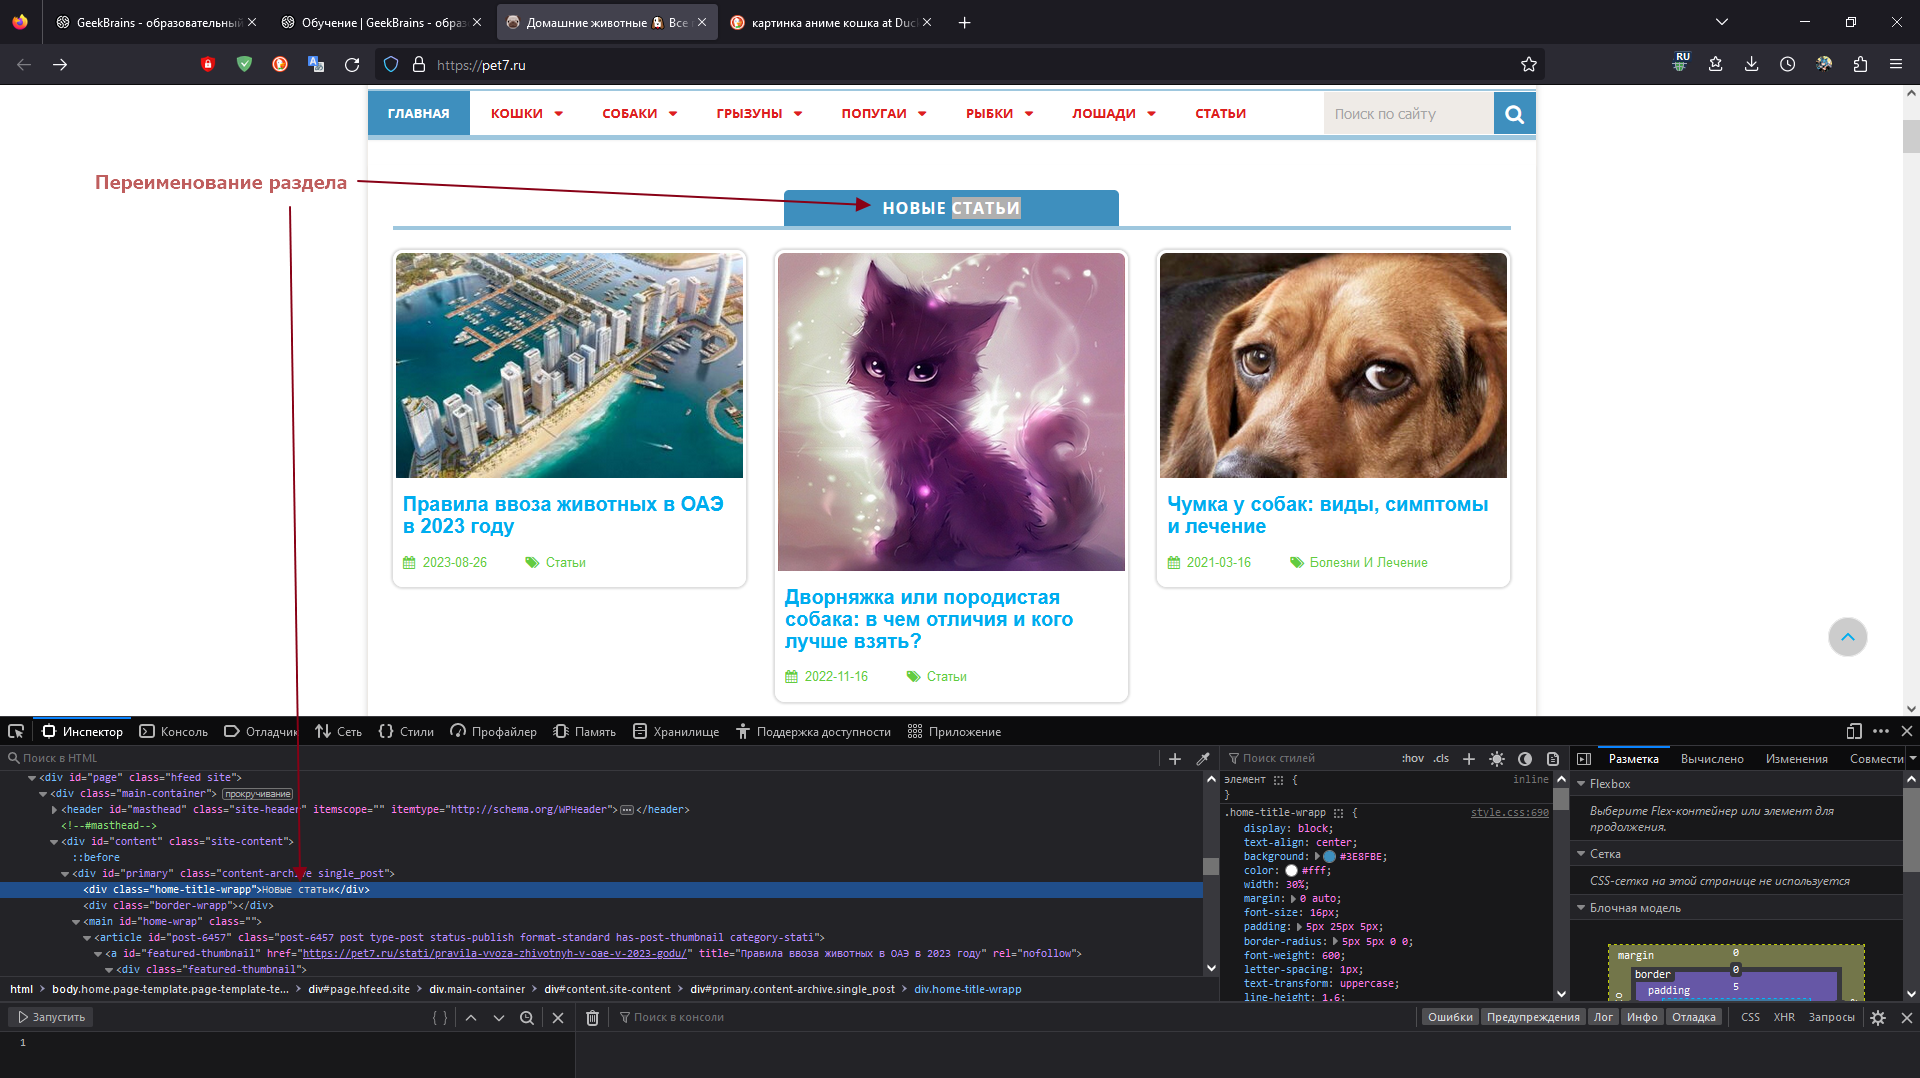 GeekBrains - образовательный
Обучение | GeekBrains - образо
Домашние животные Все
картинка аниме кошка at Duc
https://pet7.ru
RU
ГЛАВНАЯ
КОШКИ
СОБАКИ
ГРЫЗУНЫ
ПОПУГАИ
РЫБКИ
ЛОШАДИ
СТАТЬИ
Поиск по сайту
Переименование раздела
НОВЫЕ СТАТЬИ
Правила ввоза животных в ОАЭ
в 2023 году
2023-08-26 Статьи
Дворняжка или породистая
собака: в чем отличия и кого
лучше взять?
2022-11-16 Статьи
Чумка у собак: виды, симптомы
и лечение
2021-03-16 Болезни И Лечение
Инспектор
Консоль
Отладчик
Сеть
Стили
Профайлер
Память
Хранилище
Поддержка доступности
Приложение
Поиск в HTML
<div id="page" class="hfeed site">
<div class="main-container"> прокручивание
<header id="masthead" class="site-header" itemscope="" itemtype="http://schema.org/WPHeader"></header>
<!--#masthead-->
<div id="content" class="site-content">
::before
<div id="primary" class="content-archive single_post">
<div class="home-title-wrapp">Новые статьи</div>
<div class="border-wrapp"></div>
<main id="home-wrap" class="">
<article id="post-6457" class="post-6457 post type-post status-publish format-standard has-post-thumbnail category-stati">
<a id="featured-thumbnail" href="https://pet7.ru/stati/pravila-vvoza-zhivotnyh-v-oae-v-2023-godu/" title="Правила ввоза животных в ОАЭ в 2023 году" rel="nofollow">
<div class="featured-thumbnail">
html
body.home.page-template.page-template-te...
div#page.hfeed.site
div.main-container
div#content.site-content
div#primary.content-archive.single_post
div.home-title-wrapp
Поиск стилей
:hov .cls
элемент { inline
}
.home-title-wrapp { style.css:690
display: block;
text-align: center;
background: #3E8FBE;
color: #fff;
width: 30%;
margin: 0 auto;
font-size: 16px;
padding: 5px 25px 5px;
border-radius: 5px 5px 0 0;
font-weight: 600;
letter-spacing: 1px;
text-transform: uppercase;
line-height: 1.6;
Разметка
Вычислено
Изменения
Совмести
Flexbox
Выберите Flex-контейнер или элемент для
продолжения.
Сетка
CSS-сетка на этой странице не используется
Блочная модель
margin 0
border 0
padding 5
Запустить
{ }
Поиск в консоли
Ошибки
Предупреждения
Лог
Инфо
Отладка
CSS
XHR
Запросы
1